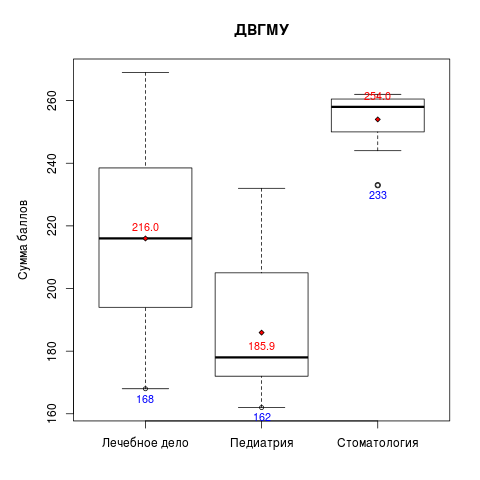 ДВГМУ
Сумма баллов
260
240
220
200
180
160
216.0
168
185.9
162
254.0
233
Лечебное дело
Педиатрия
Стоматология